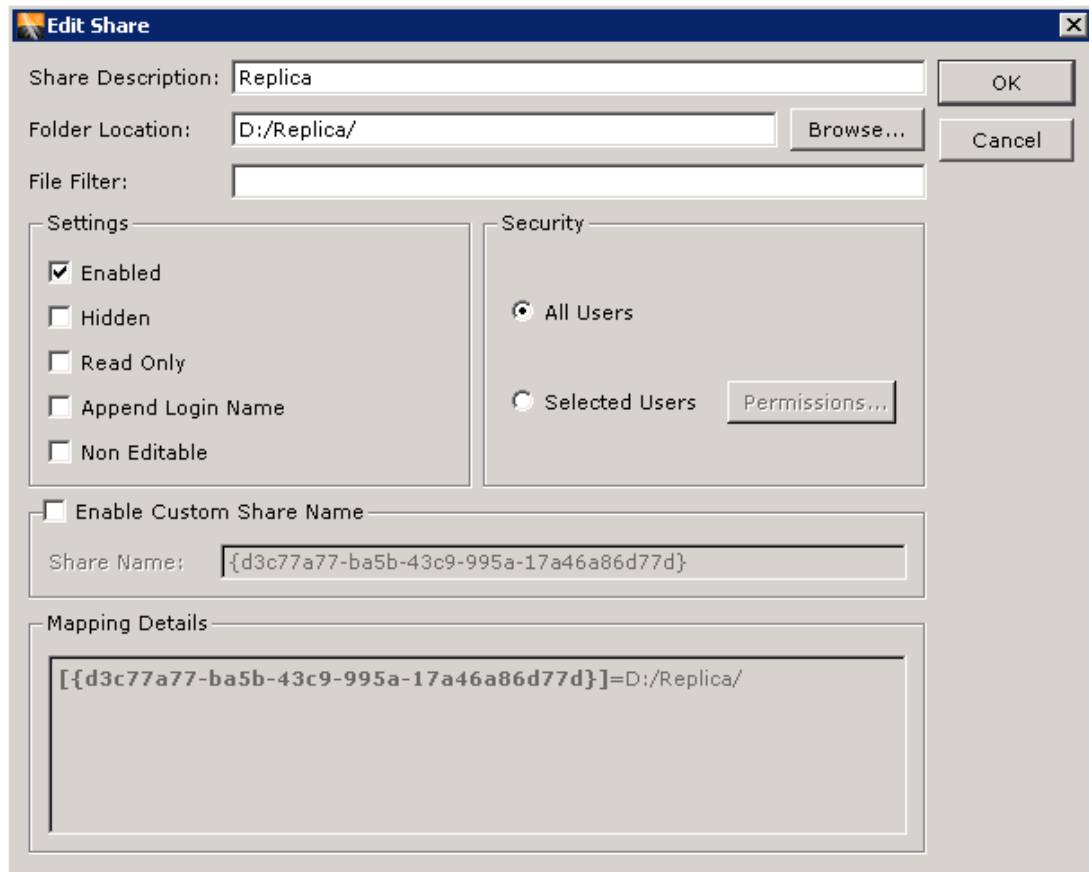 Edit Share
Share Description: Replica
OK
Folder Location: D:/Replica/ Browse...
Cancel
File Filter:
Settings
Enabled
Hidden
Read Only
Append Login Name
Non Editable
Security
All Users
Selected Users Permissions...
Enable Custom Share Name
Share Name: {d3c77a77-ba5b-43c9-995a-17a46a86d77d}
Mapping Details
[{d3c77a77-ba5b-43c9-995a-17a46a86d77d}]=D:/Replica/